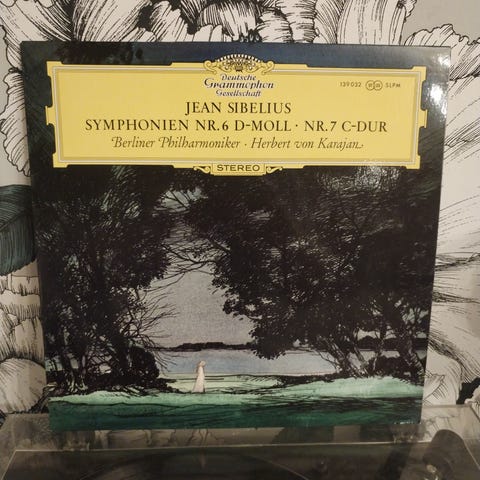 Deutsche
Grammophon
Gesellschaft
139 032 SLPM
JEAN SIBELIUS
SYMPHONIEN NR. 6 D-MOLL · NR. 7 C-DUR
Berliner Philharmoniker · Herbert von Karajan
STEREO